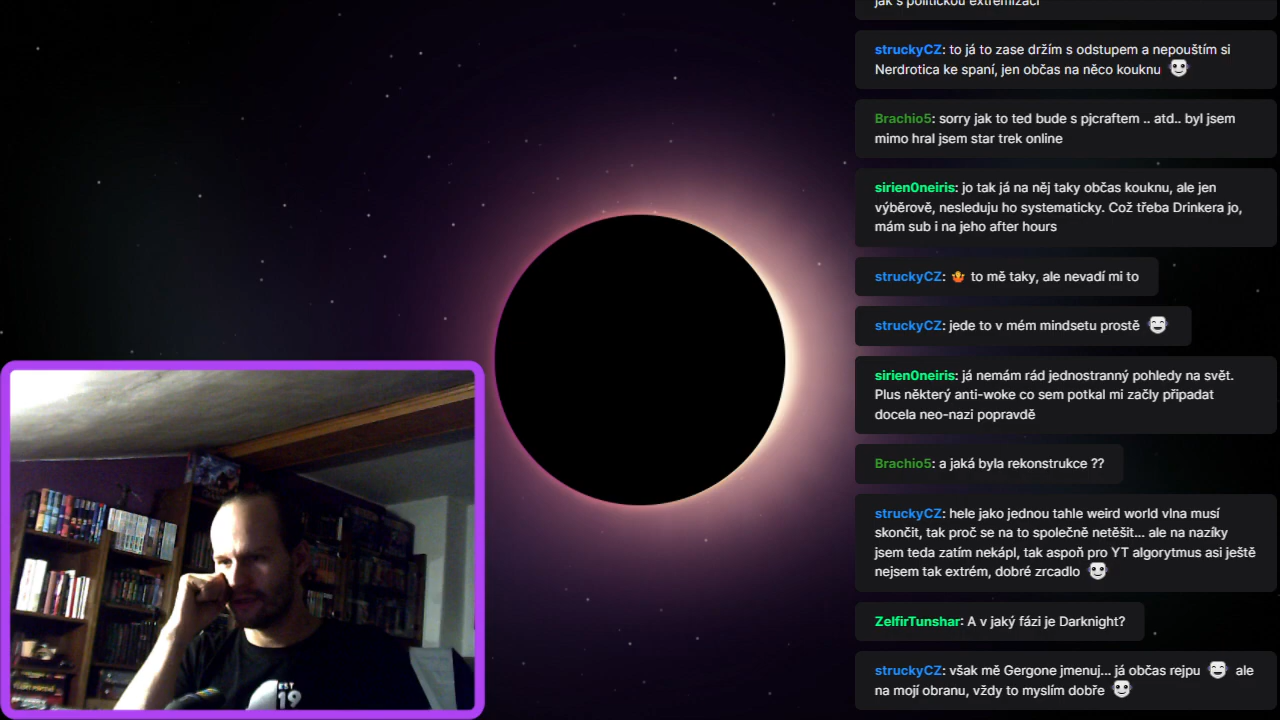 jak s politickou extremizací
struckyCZ: to já to zase držím s odstupem a nepouštím si
Nerdrotica ke spaní, jen občas na něco kouknu
Brachio5: sorry jak to ted bude s pjcraftem .. atd.. byl jsem
mimo hral jsem star trek online
sirien0neiris: jo tak já na něj taky občas kouknu, ale jen
výběrově, nesleduju ho systematicky. Což třeba Drinkera jo,
mám sub i na jeho after hours
struckyCZ: to mě taky, ale nevadí mi to
struckyCZ: jede to v mém mindsetu prostě
sirien0neiris: já nemám rád jednostranný pohledy na svět.
Plus některý anti-woke co sem potkal mi začly připadat
docela neo-nazi popravdě
Brachio5: a jaká byla rekonstrukce ??
struckyCZ: hele jako jednou tahle weird world vlna musí
skončit, tak proč se na to společně netěšit... ale na nazíky
jsem teda zatím nekápl, tak aspoň pro YT algorytmus asi ještě
nejsem tak extrém, dobré zrcadlo
ZelfirTunshar: A v jaký fázi je Darknight?
struckyCZ: však mě Gergone jmenuj... já občas rejpu ale
na mojí obranu, vždy to myslím dobře
EST
19